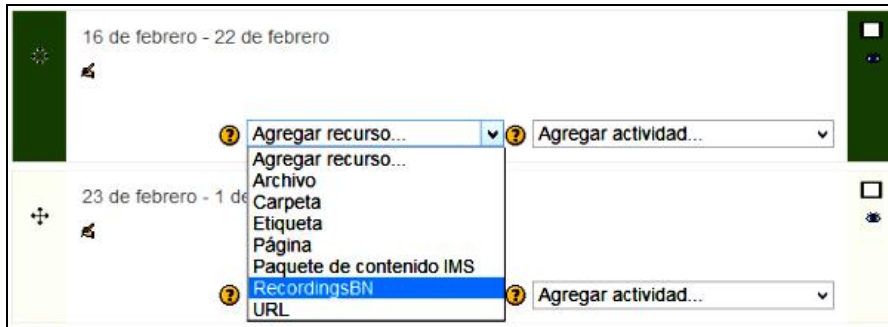 16 de febrero - 22 de febrero
Agregar recurso... Agregar actividad...
Agregar recurso...
Archivo
23 de febrero - 1 de
Carpeta
Etiqueta
Página
Paquete de contenido IMS
RecordingsBN Agregar actividad...
URL